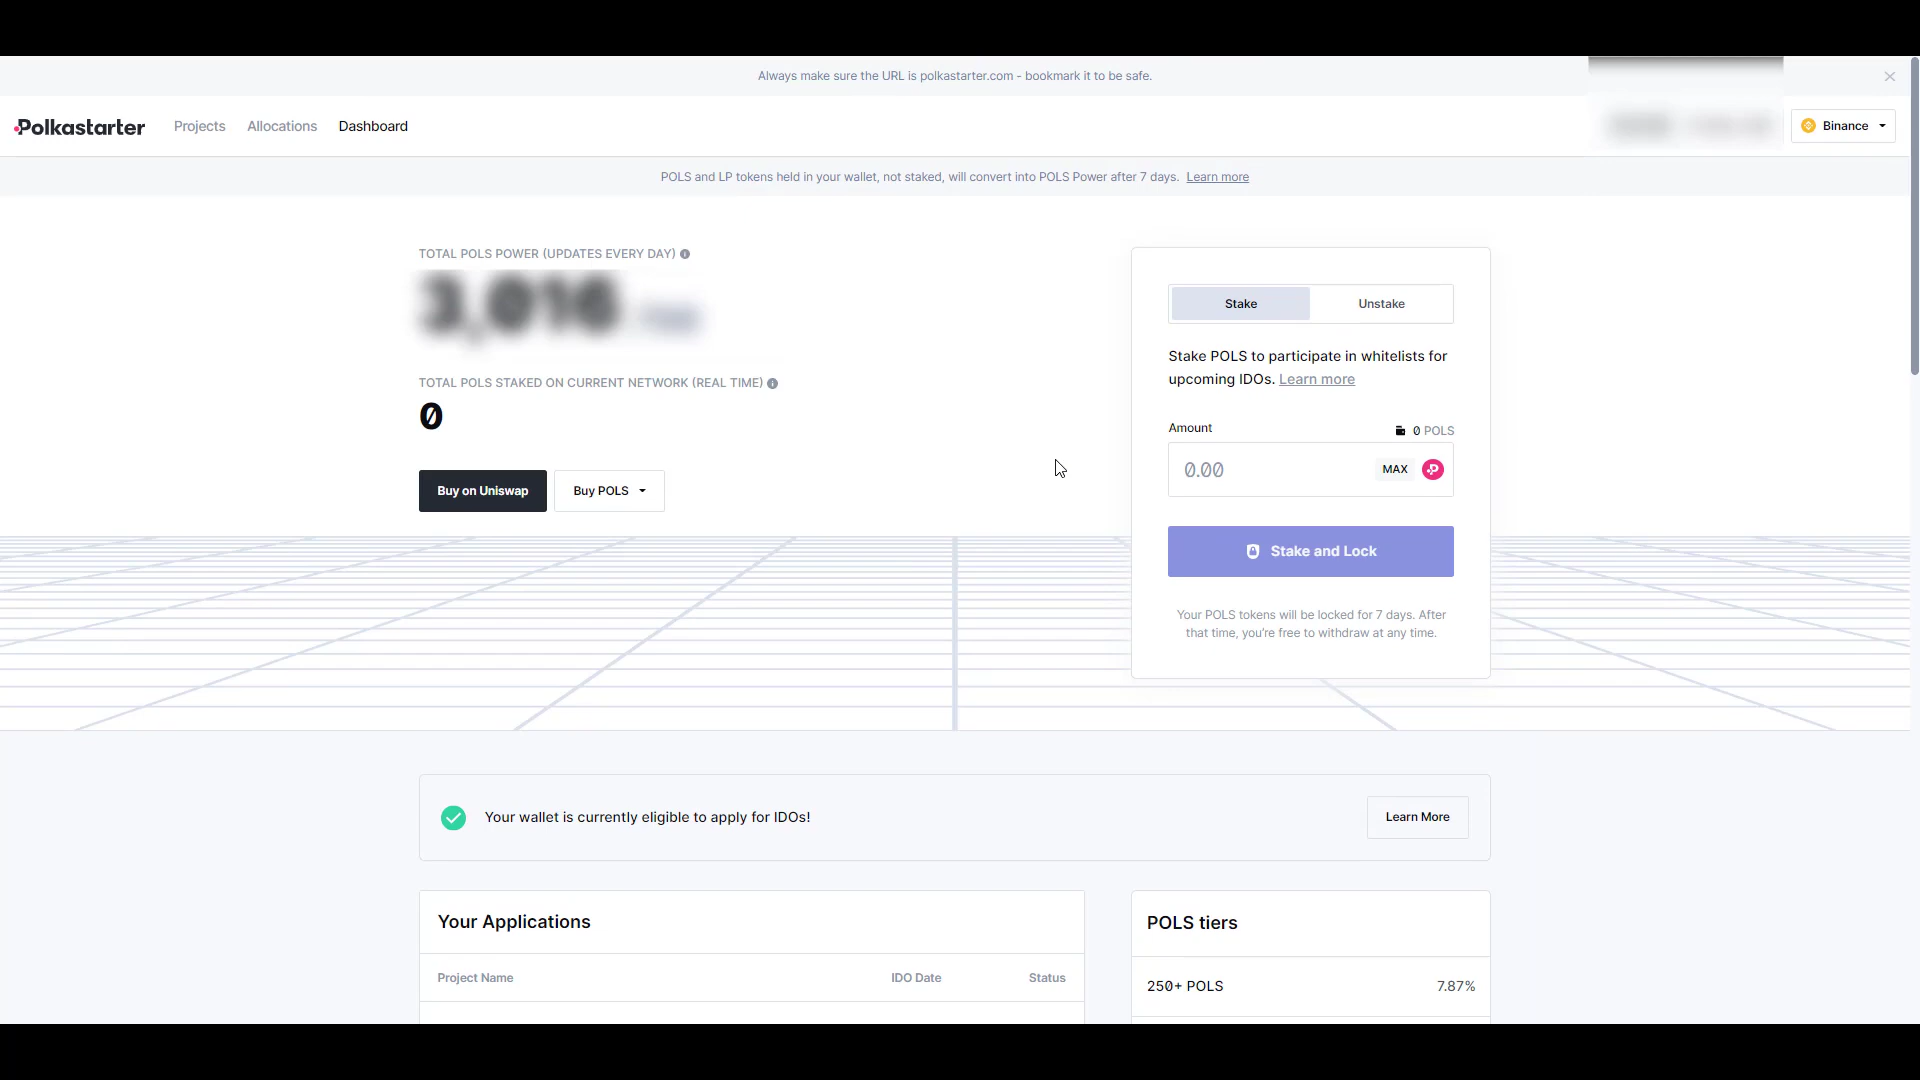 Always make sure the URL is polkastarter.com - bookmark it to be safe.
Polkastarter
Projects
Allocations
Dashboard
Binance
POLS and LP tokens held in your wallet, not staked, will convert into POLS Power after 7 days. Learn more
TOTAL POLS POWER (UPDATES EVERY DAY)
3,016
TOTAL POLS STAKED ON CURRENT NETWORK (REAL TIME)
0
Buy on Uniswap
Buy POLS
Stake
Unstake
Stake POLS to participate in whitelists for
upcoming IDOs. Learn more
Amount
0 POLS
0.00
MAX
Stake and Lock
Your POLS tokens will be locked for 7 days. After
that time, you're free to withdraw at any time.
Your wallet is currently eligible to apply for IDOs!
Learn More
Your Applications
Project Name
IDO Date
Status
POLS tiers
250+ POLS
7.87%